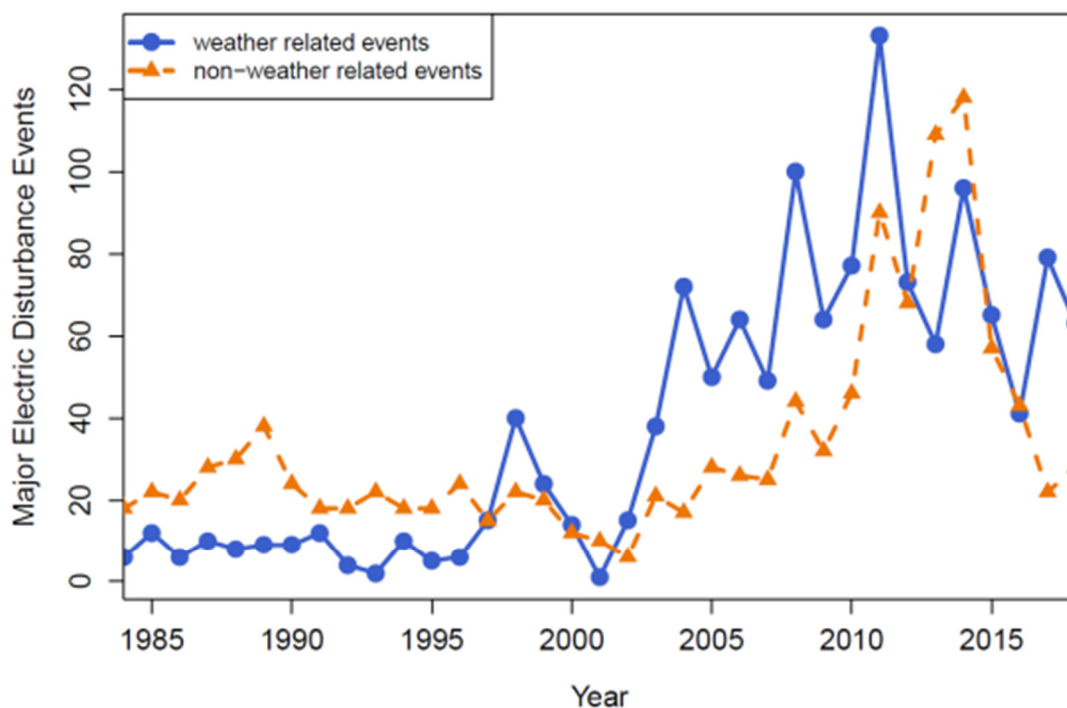 weather related events
non−weather related events
Major Electric Disturbance Events
120
100
80
60
40
20
0
1985 1990 1995 2000 2005 2010 2015
Year